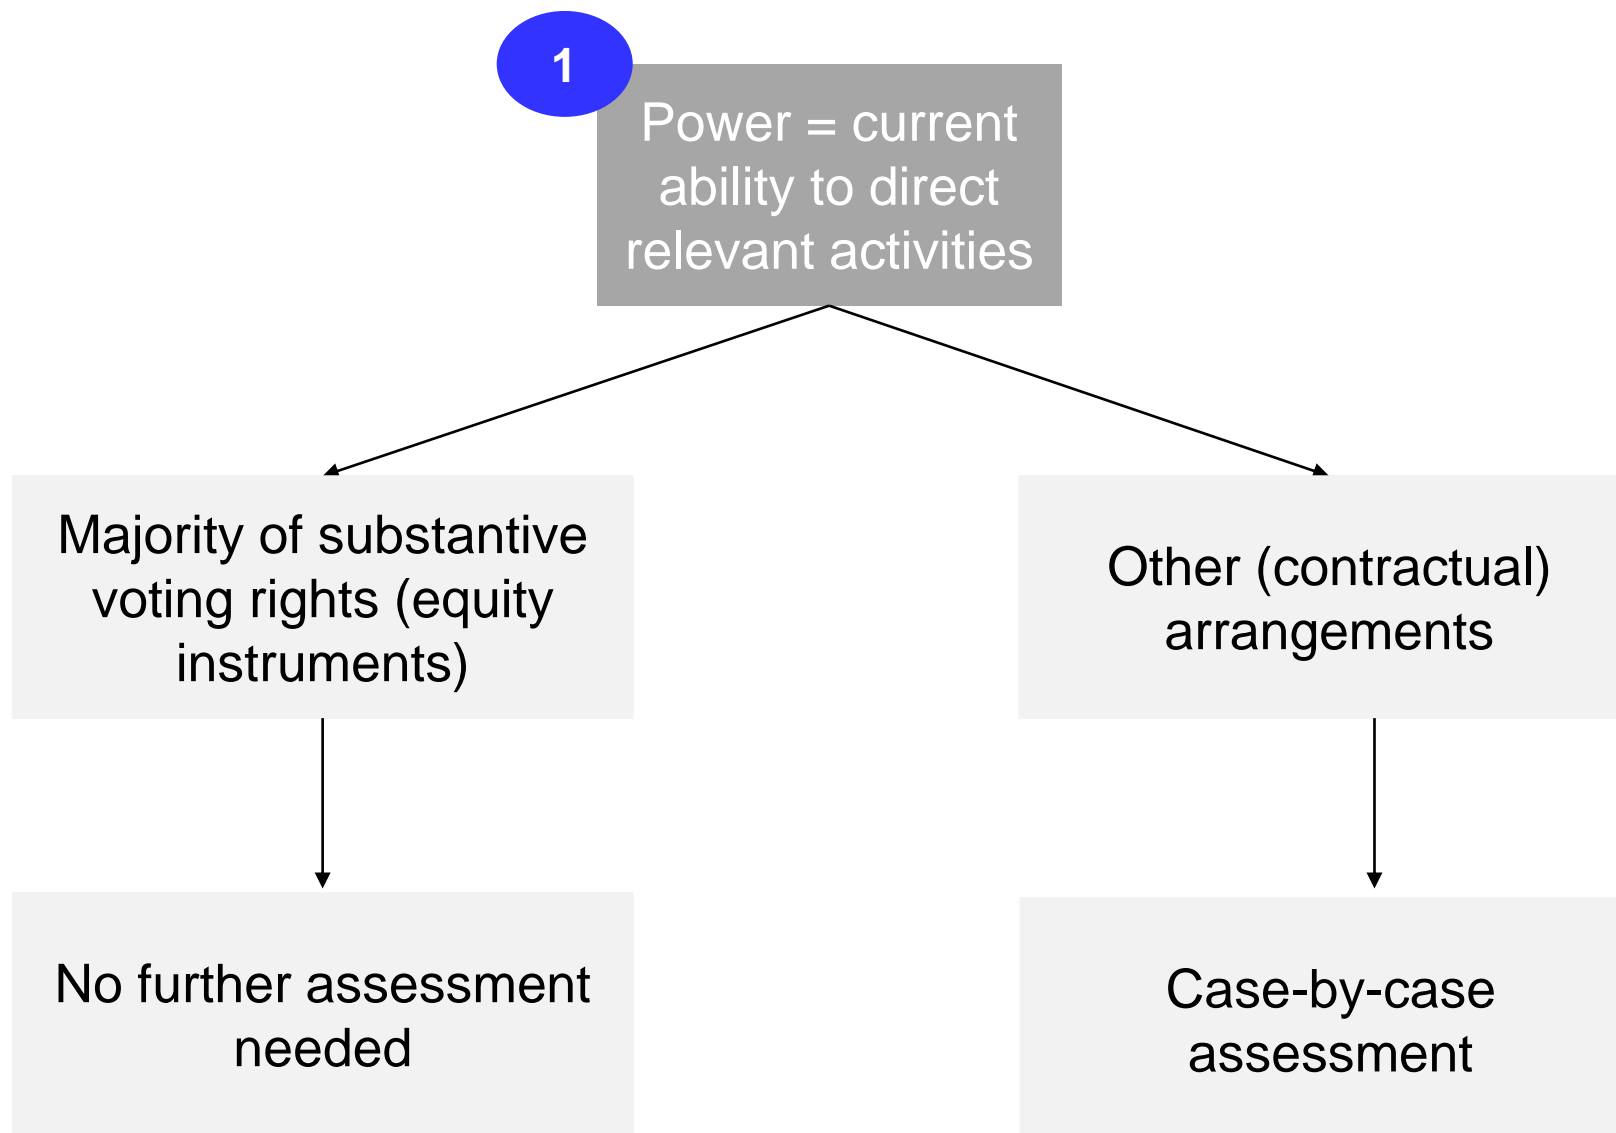 1
Power = current
ability to direct
relevant activities
Majority of substantive
voting rights (equity
instruments)
Other (contractual)
arrangements
No further assessment
needed
Case-by-case
assessment